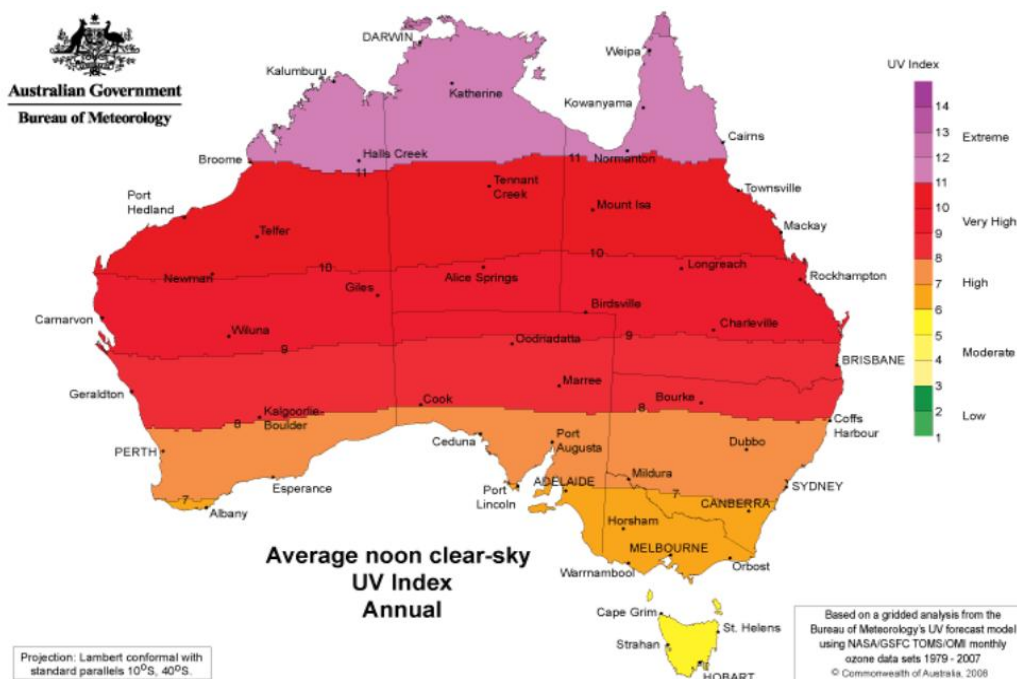 Australian Government
Bureau of Meteorology
DARWIN
Weipa
Kalumburu
Katherine
Kowanyama
11
Cairns
Broome
Halls Creek
11
11
Normanton
Tennant
Creek
Townsville
Port
Hedland
Mount Isa
Mackay
Telfer
10
10
Longreach
Newman
Alice Springs
Rockhampton
Giles
Birdsville
Carnarvon
Wiluna
Charleville
9
9
Oodnadatta
BRISBANE
Geraldton
Marree
Bourke
8
Cook
Kalgoorlie
Boulder
8
Coffs
Harbour
Ceduna
Port
Augusta
Dubbo
PERTH
Mildura
Esperance
Port
Lincoln
ADELAIDE
7
SYDNEY
7
Albany
CANBERRA
Horsham
MELBOURNE
Warrnambool
Orbost
Cape Grim
St. Helens
Strahan
HOBART
UV Index
14
13
12
11
10
9
8
7
6
5
4
3
2
1
Extreme
Very High
High
Moderate
Low
Average noon clear-sky
UV Index
Annual
Projection: Lambert conformal with
standard parallels 10°S, 40°S.
Based on a gridded analysis from the
Bureau of Meteorology's UV forecast model
using NASA/GSFC TOMS/OMI monthly
ozone data sets 1979 - 2007
© Commonwealth of Australia, 2008